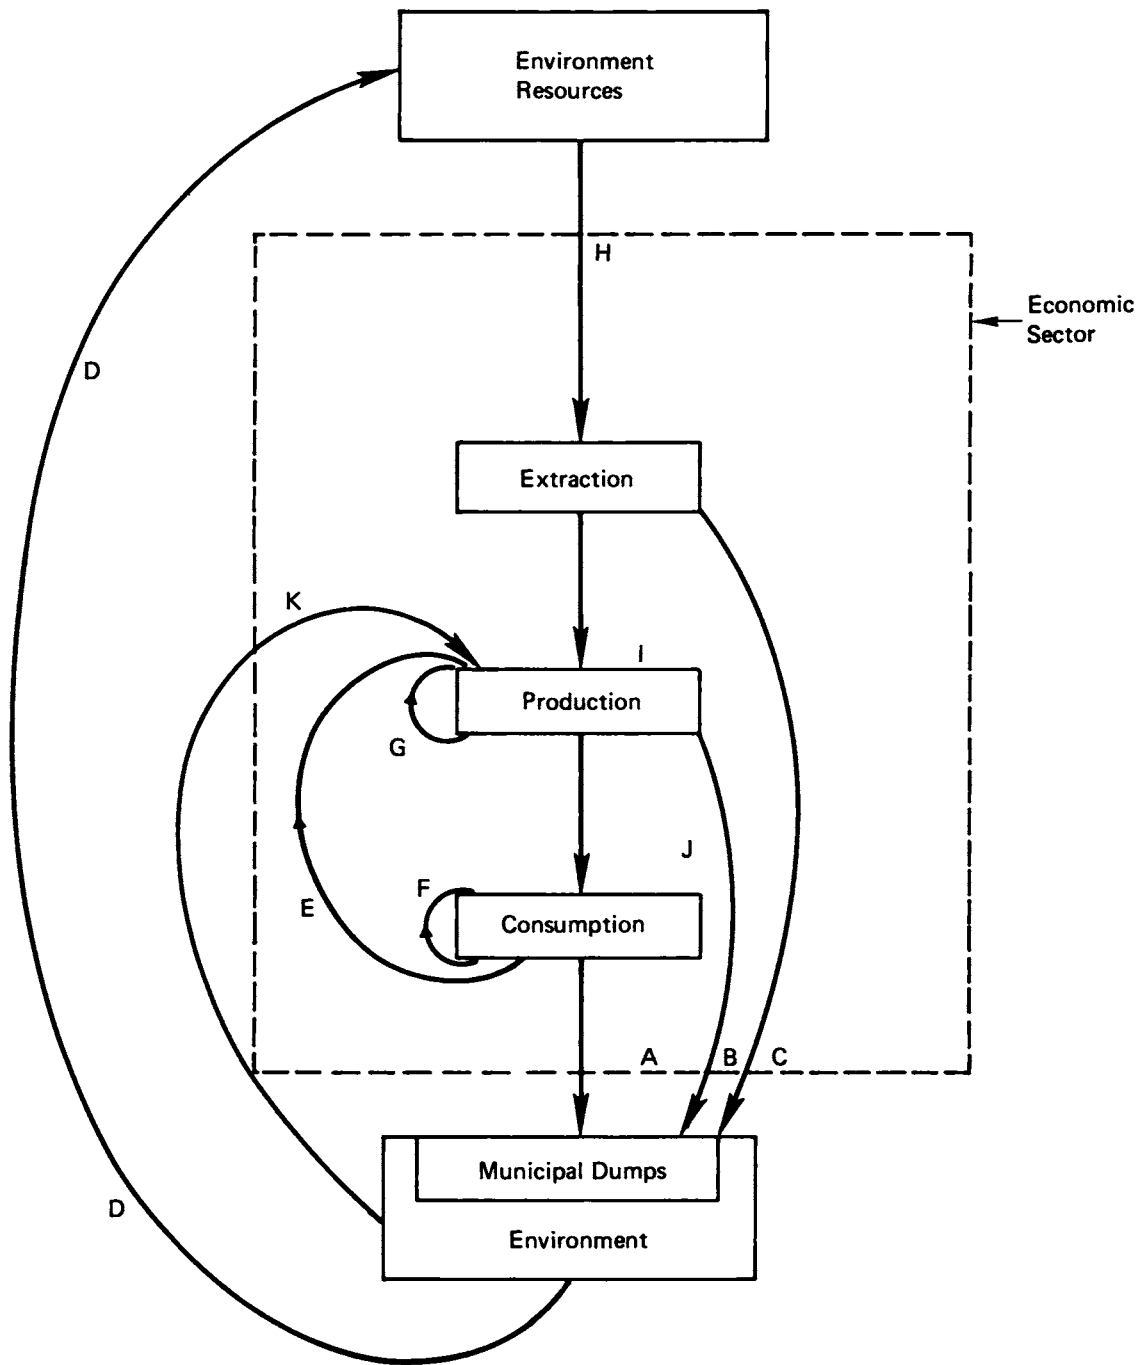 Environment
Resources
H
Economic
Sector
D
Extraction
K
I
Production
G
J
F
E
Consumption
A
B
C
Municipal Dumps
D
Environment